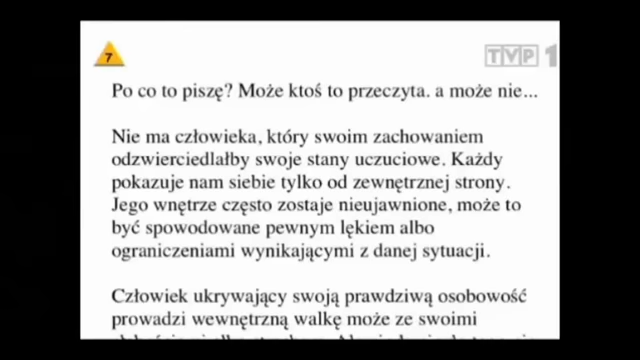 7
TVP 1
Po co to piszę? Może ktoś to przeczyta. a może nie...
Nie ma człowieka, który swoim zachowaniem
odzwierciedlałby swoje stany uczuciowe. Każdy
pokazuje nam siebie tylko od zewnętrznej strony.
Jego wnętrze często zostaje nieujawnione, może to
być spowodowane pewnym lękiem albo
ograniczeniami wynikającymi z danej sytuacji.
Człowiek ukrywający swoją prawdziwą osobowość
prowadzi wewnętrzną walkę może ze swoimi